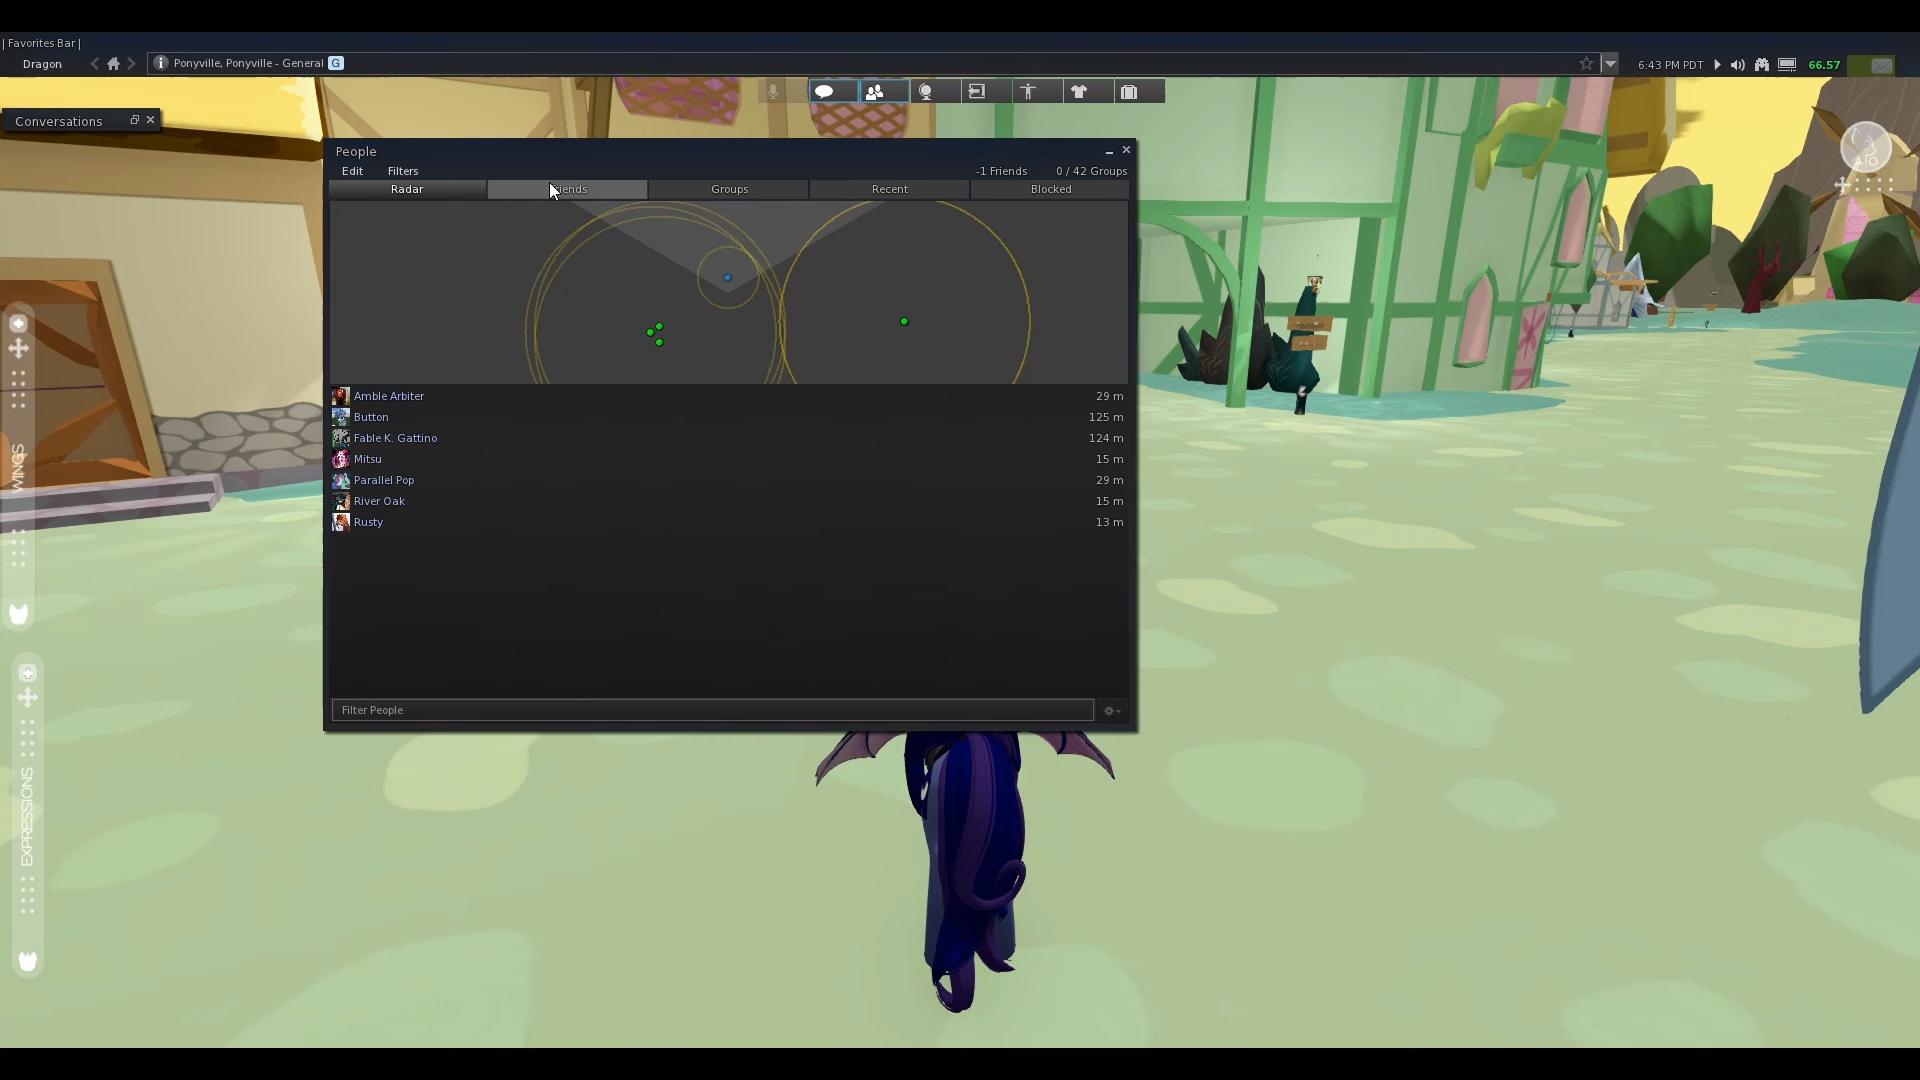 | Favorites Bar |
Dragon
Ponyville, Ponyville - General G
6:43 PM PDT
66.57
Conversations
People
Edit Filters -1 Friends 0 / 42 Groups
Radar Friends Groups Recent Blocked
Amble Arbiter 29 m
Button 125 m
Fable K. Gattino 124 m
Mitsu 15 m
Parallel Pop 29 m
River Oak 15 m
Rusty 13 m
Filter People
WINGS
EXPRESSIONS
AO